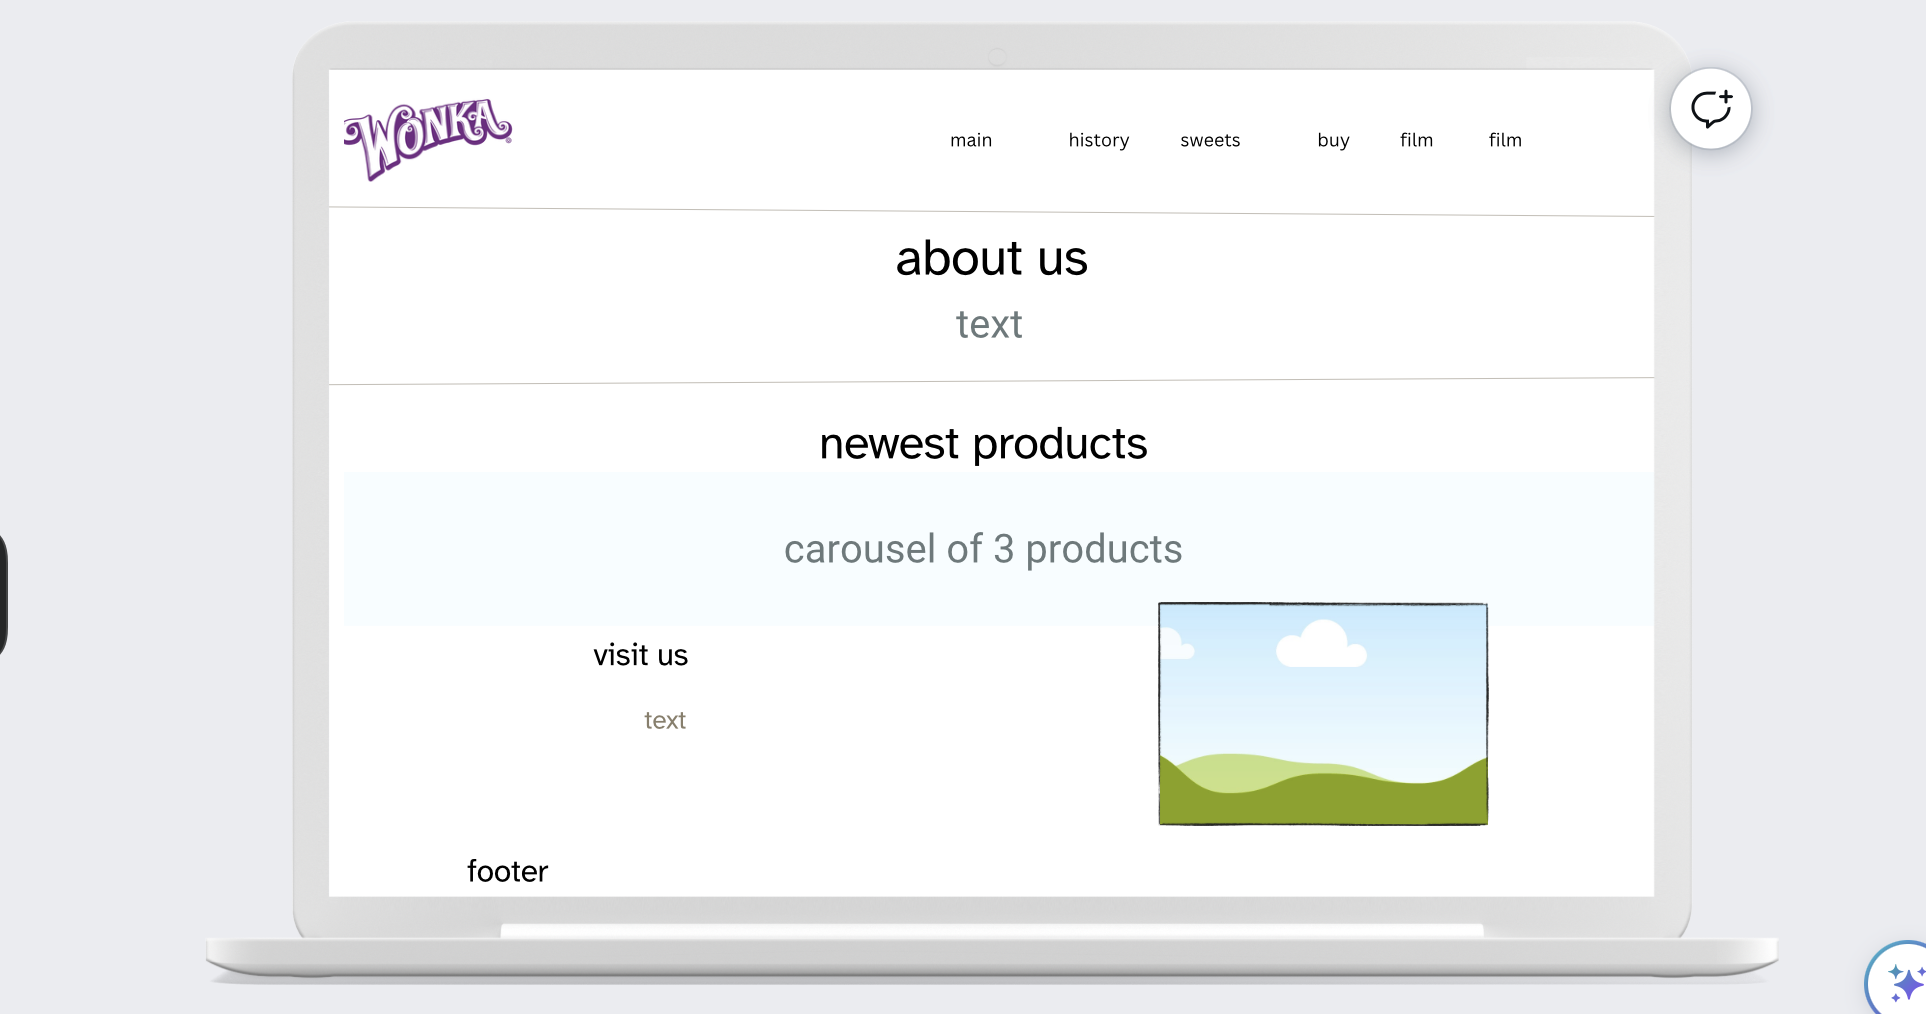 WONKA
main history sweets buy film film
about us
text
newest products
carousel of 3 products
visit us
text
footer